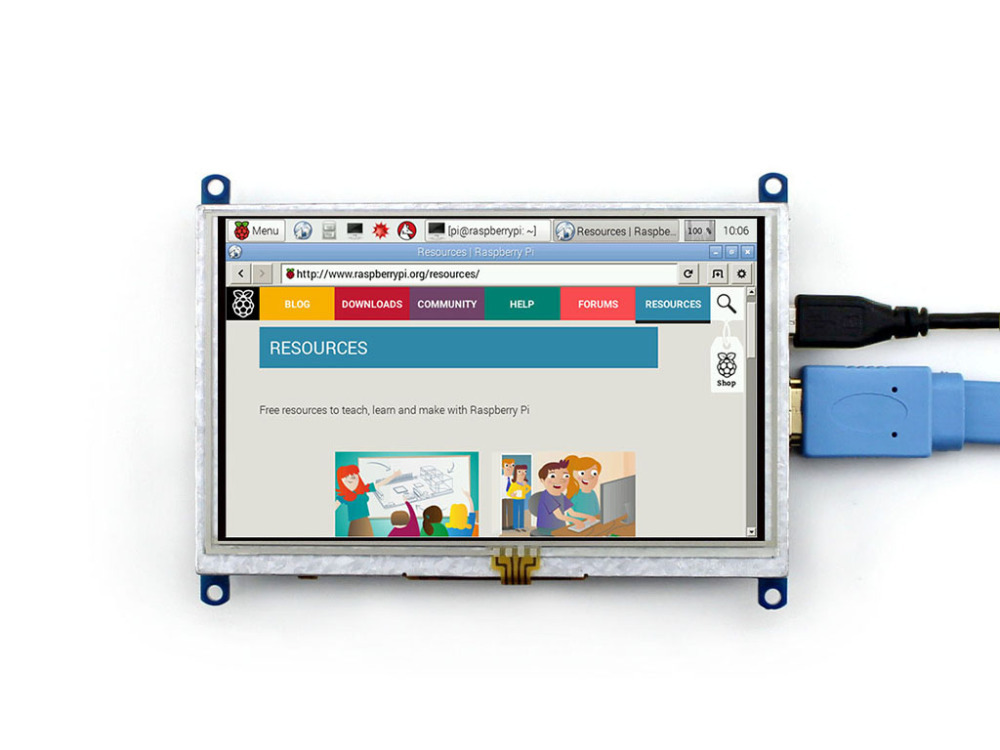 Menu [pi@raspberrypi: ~] Resources | Raspbe... 100 % 10:06
Resources | Raspberry Pi
http://www.raspberrypi.org/resources/
BLOG DOWNLOADS COMMUNITY HELP FORUMS RESOURCES
RESOURCES
Shop
Free resources to teach, learn and make with Raspberry Pi